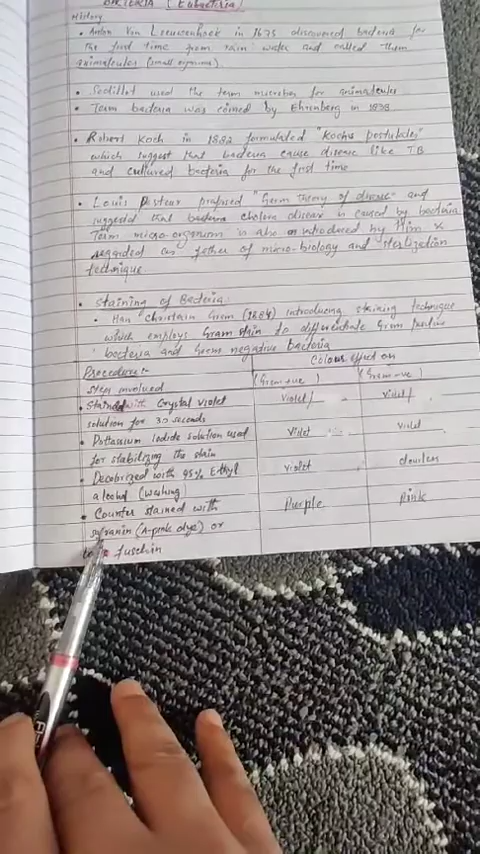 BACTERIA (Eubacteria)
History
• Anton Von Leeuwenhoek in 1675 discovered bacteria for
the first time from rain water and called them
animalcules (small organisms).
• Sedillot used the term microbes for animalcules
• Term bacteria was coined by Ehrenberg in 1838
• Robert Koch in 1882 formulated "Kochs postulates"
which suggest that bacteria cause disease like TB
and cultured bacteria for the first time
• Louis Pasteur proposed "Germ theory of disease" and
suggested that bacteria cholera disease is caused by bacteria
Term micro-organism is also introduced by Him &
regarded as father of micro-biology and sterlization
technique
• Staining of Bacteria:
• Han Christain Gram (1884) introducing staining technique
which employs Gram stain to differentiate Gram positive
bacteria and Gram negative bacteria
Procedure:- Colour effect on
Step involved (Gram+ve) (Gram-ve)
• Stained with Crystal violet violet violet
solution for 30 seconds
• Potassium Iodide solution used violet violet
for stabilizing the stain
• Decolorized with 95% Ethyl violet
alcohol (washing)
• Counter stained with Purple Pink
safranin (A-pink dye) or
fuschin